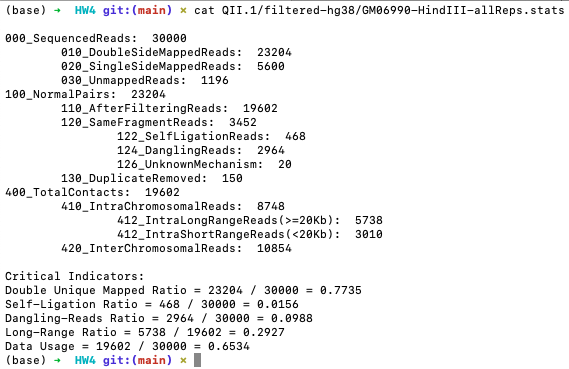 (base) ➜  HW4 git:(main) ✗ cat QII.1/filtered-hg38/GM06990-HindIII-allReps.stats

000_SequencedReads:  30000
        010_DoubleSideMappedReads:  23204
        020_SingleSideMappedReads:  5600
        030_UnmappedReads:  1196
100_NormalPairs:  23204
        110_AfterFilteringReads:  19602
        120_SameFragmentReads:  3452
                122_SelfLigationReads:  468
                124_DanglingReads:  2964
                126_UnknownMechanism:  20
        130_DuplicateRemoved:  150
400_TotalContacts:  19602
        410_IntraChromosomalReads:  8748
                412_IntraLongRangeReads(>=20Kb):  5738
                412_IntraShortRangeReads(<20Kb):  3010
        420_InterChromosomalReads:  10854

Critical Indicators:
Double Unique Mapped Ratio = 23204 / 30000 = 0.7735
Self-Ligation Ratio = 468 / 30000 = 0.0156
Dangling-Reads Ratio = 2964 / 30000 = 0.0988
Long-Range Ratio = 5738 / 19602 = 0.2927
Data Usage = 19602 / 30000 = 0.6534
(base) ➜  HW4 git:(main) ✗